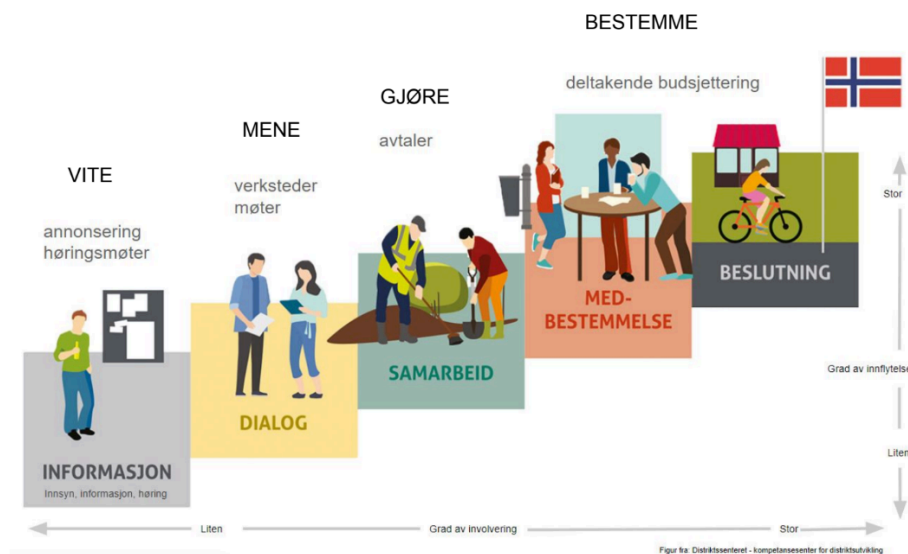 BESTEMME
deltakende budsjettering
GJØRE
avtaler
MENE
verksteder
møter
VITE
annonsering
høringsmøter
INFORMASJON
Innsyn, informasjon, høring
DIALOG
SAMARBEID
MED-
BESTEMMELSE
BESLUTNING
Stor
Grad av innflytelse
Liten
Liten
Grad av involvering
Stor
Figur fra: Distriktssenteret - kompetansesenter for distriktsutvikling